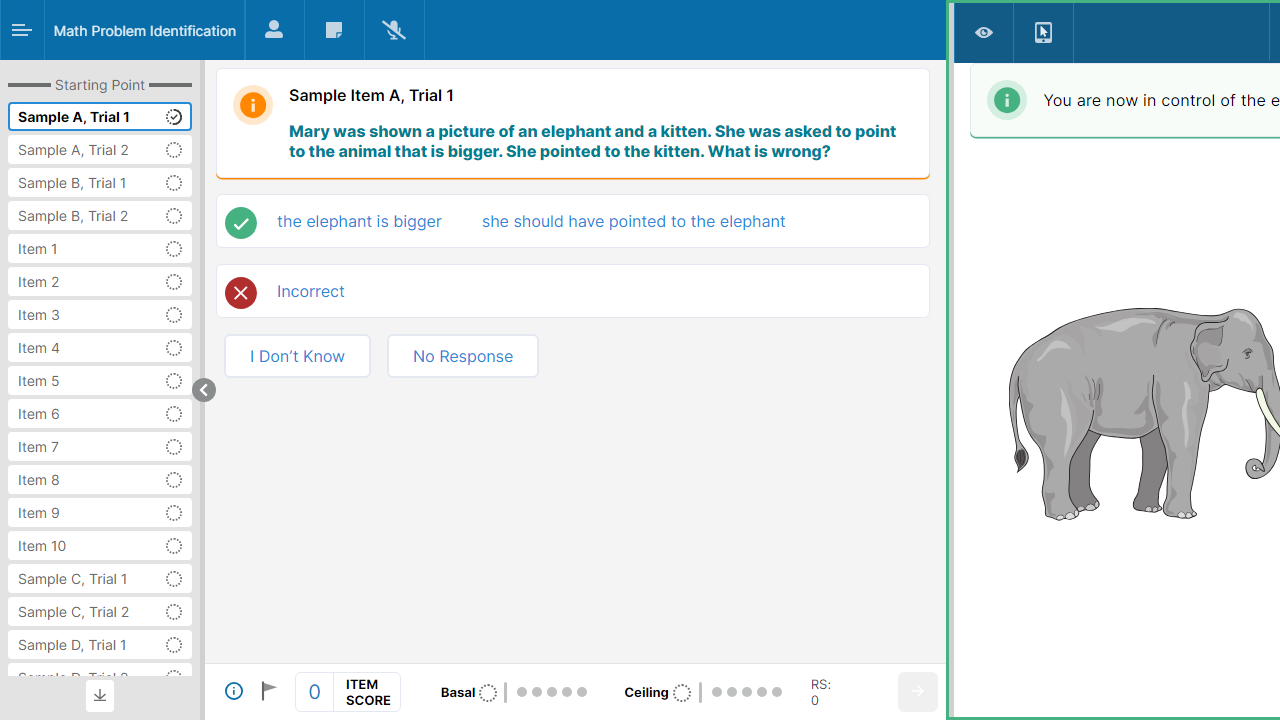 Math Problem Identification
Starting Point
Sample A, Trial 1
Sample A, Trial 2
Sample B, Trial 1
Sample B, Trial 2
Item 1
Item 2
Item 3
Item 4
Item 5
Item 6
Item 7
Item 8
Item 9
Item 10
Sample C, Trial 1
Sample C, Trial 2
Sample D, Trial 1
Sample Item A, Trial 1
Mary was shown a picture of an elephant and a kitten. She was asked to point
to the animal that is bigger. She pointed to the kitten. What is wrong?
the elephant is bigger she should have pointed to the elephant
Incorrect
I Don’t Know No Response
0 ITEM
SCORE
Basal
Ceiling
RS:
0
You are now in control of the e